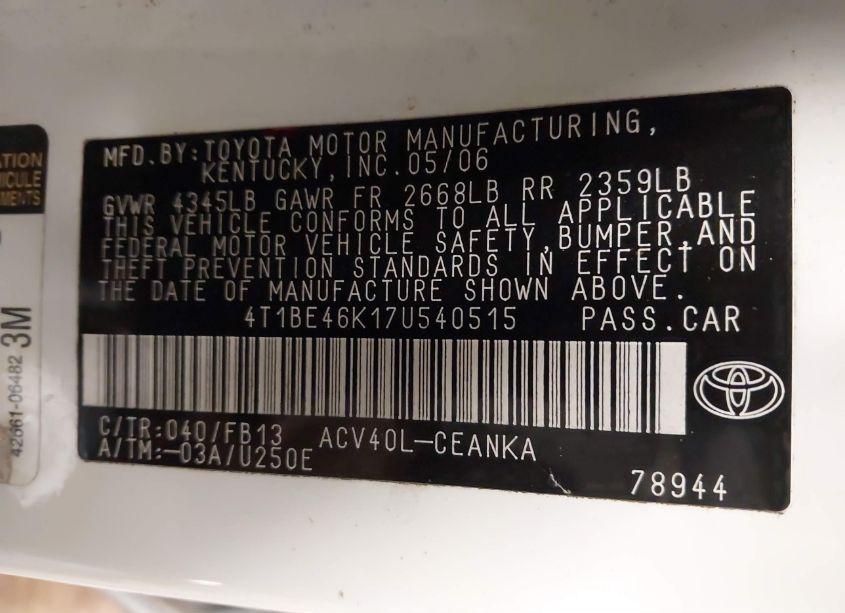 MFD.BY:TOYOTA MOTOR MANUFACTURING,
KENTUCKY,INC.05/06
GVWR 4345LB GAWR FR 2668LB RR 2359LB
THIS VEHICLE CONFORMS TO ALL APPLICABLE
FEDERAL MOTOR VEHICLE SAFETY,BUMPER,AND
THEFT PREVENTION STANDARDS IN EFFECT ON
THE DATE OF MANUFACTURE SHOWN ABOVE.
4T1BE46K17U540515 PASS.CAR
C/TR:040/FB13 ACV40L-CEANKA
A/TM:-03A/U250E
78944
3M
42661-06482